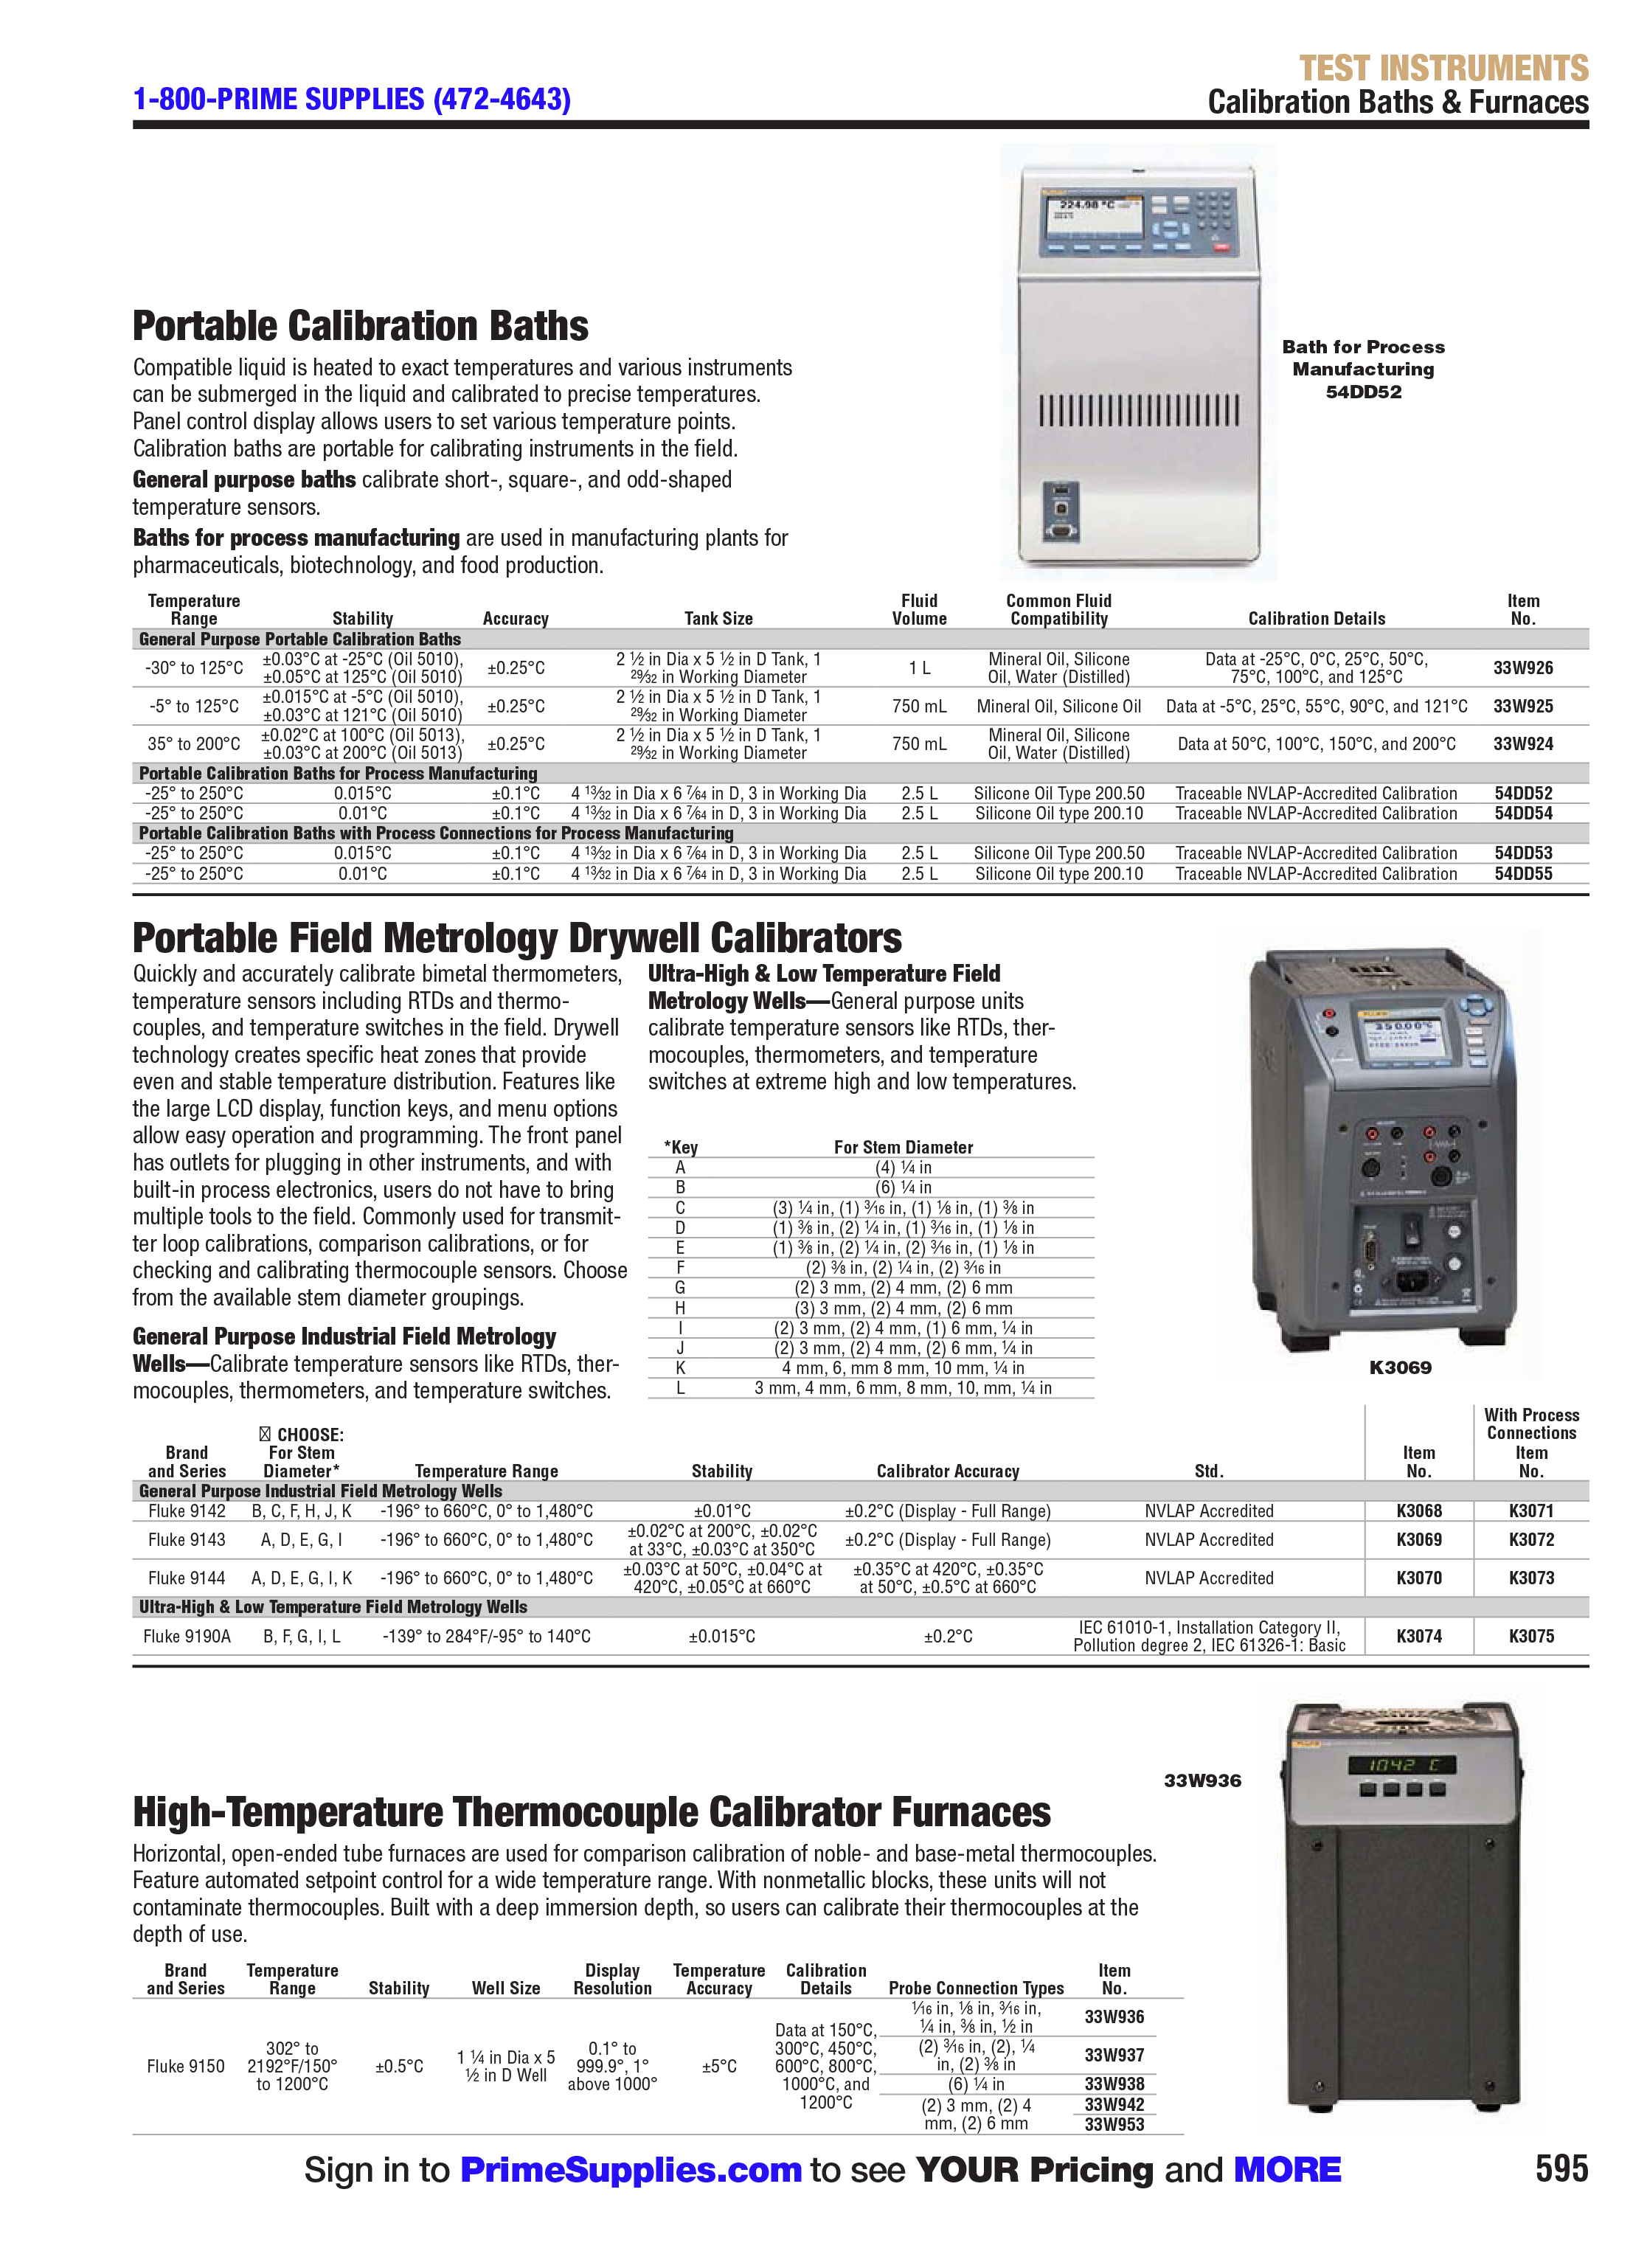 TEST INSTRUMENTS
1-800-PRIME SUPPLIES (472-4643)
Calibration Baths & Furnaces
224.98 °C
Bath for Process
Manufacturing
54DD52
Portable Calibration Baths
Compatible liquid is heated to exact temperatures and various instruments
can be submerged in the liquid and calibrated to precise temperatures.
Panel control display allows users to set various temperature points.
Calibration baths are portable for calibrating instruments in the field.
General purpose baths calibrate short-, square-, and odd-shaped
temperature sensors.
Baths for process manufacturing are used in manufacturing plants for
pharmaceuticals, biotechnology, and food production.
Temperature Fluid Common Fluid Item
Range Stability Accuracy Tank Size Volume Compatibility Calibration Details No.
General Purpose Portable Calibration Baths
-30° to 125°C ±0.03°C at -25°C (Oil 5010), ±0.25°C 2 ½ in Dia x 5 ½ in D Tank, 1 1 L Mineral Oil, Silicone Data at -25°C, 0°C, 25°C, 50°C, 33W926
±0.05°C at 125°C (Oil 5010) 29⁄32 in Working Diameter Oil, Water (Distilled) 75°C, 100°C, and 125°C
-5° to 125°C ±0.015°C at -5°C (Oil 5010), ±0.25°C 2 ½ in Dia x 5 ½ in D Tank, 1 750 mL Mineral Oil, Silicone Oil Data at -5°C, 25°C, 55°C, 90°C, and 121°C 33W925
±0.03°C at 121°C (Oil 5010) 29⁄32 in Working Diameter
35° to 200°C ±0.02°C at 100°C (Oil 5013), ±0.25°C 2 ½ in Dia x 5 ½ in D Tank, 1 750 mL Mineral Oil, Silicone Data at 50°C, 100°C, 150°C, and 200°C 33W924
±0.03°C at 200°C (Oil 5013) 29⁄32 in Working Diameter Oil, Water (Distilled)
Portable Calibration Baths for Process Manufacturing
-25° to 250°C 0.015°C ±0.1°C 4 13⁄32 in Dia x 6 7⁄64 in D, 3 in Working Dia 2.5 L Silicone Oil Type 200.50 Traceable NVLAP-Accredited Calibration 54DD52
-25° to 250°C 0.01°C ±0.1°C 4 13⁄32 in Dia x 6 7⁄64 in D, 3 in Working Dia 2.5 L Silicone Oil type 200.10 Traceable NVLAP-Accredited Calibration 54DD54
Portable Calibration Baths with Process Connections for Process Manufacturing
-25° to 250°C 0.015°C ±0.1°C 4 13⁄32 in Dia x 6 7⁄64 in D, 3 in Working Dia 2.5 L Silicone Oil Type 200.50 Traceable NVLAP-Accredited Calibration 54DD53
-25° to 250°C 0.01°C ±0.1°C 4 13⁄32 in Dia x 6 7⁄64 in D, 3 in Working Dia 2.5 L Silicone Oil type 200.10 Traceable NVLAP-Accredited Calibration 54DD55
Portable Field Metrology Drywell Calibrators
Quickly and accurately calibrate bimetal thermometers,
temperature sensors including RTDs and thermo-
couples, and temperature switches in the field. Drywell
technology creates specific heat zones that provide
even and stable temperature distribution. Features like
the large LCD display, function keys, and menu options
allow easy operation and programming. The front panel
has outlets for plugging in other instruments, and with
built-in process electronics, users do not have to bring
multiple tools to the field. Commonly used for transmit-
ter loop calibrations, comparison calibrations, or for
checking and calibrating thermocouple sensors. Choose
from the available stem diameter groupings.
General Purpose Industrial Field Metrology
Wells—Calibrate temperature sensors like RTDs, ther-
mocouples, thermometers, and temperature switches.
Ultra-High & Low Temperature Field
Metrology Wells—General purpose units
calibrate temperature sensors like RTDs, ther-
mocouples, thermometers, and temperature
switches at extreme high and low temperatures.
*Key For Stem Diameter
A (4) ¼ in
B (6) ¼ in
C (3) ¼ in, (1) 3⁄16 in, (1) ⅛ in, (1) ⅜ in
D (1) ⅜ in, (2) ¼ in, (1) 3⁄16 in, (1) ⅛ in
E (1) ⅜ in, (2) ¼ in, (2) 3⁄16 in, (1) ⅛ in
F (2) ⅜ in, (2) ¼ in, (2) 3⁄16 in
G (2) 3 mm, (2) 4 mm, (2) 6 mm
H (3) 3 mm, (2) 4 mm, (2) 6 mm
I (2) 3 mm, (2) 4 mm, (1) 6 mm, ¼ in
J (2) 3 mm, (2) 4 mm, (2) 6 mm, ¼ in
K 4 mm, 6, mm 8 mm, 10 mm, ¼ in
L 3 mm, 4 mm, 6 mm, 8 mm, 10, mm, ¼ in
350.00°C
K3069
With Process
CHOOSE: Connections
Brand For Stem Item Item
and Series Diameter* Temperature Range Stability Calibrator Accuracy Std. No. No.
General Purpose Industrial Field Metrology Wells
Fluke 9142 B, C, F, H, J, K -196° to 660°C, 0° to 1,480°C ±0.01°C ±0.2°C (Display - Full Range) NVLAP Accredited K3068 K3071
Fluke 9143 A, D, E, G, I -196° to 660°C, 0° to 1,480°C ±0.02°C at 200°C, ±0.02°C ±0.2°C (Display - Full Range) NVLAP Accredited K3069 K3072
at 33°C, ±0.03°C at 350°C
Fluke 9144 A, D, E, G, I, K -196° to 660°C, 0° to 1,480°C ±0.03°C at 50°C, ±0.04°C at ±0.35°C at 420°C, ±0.35°C NVLAP Accredited K3070 K3073
420°C, ±0.05°C at 660°C at 50°C, ±0.5°C at 660°C
Ultra-High & Low Temperature Field Metrology Wells
Fluke 9190A B, F, G, I, L -139° to 284°F/-95° to 140°C ±0.015°C ±0.2°C IEC 61010-1, Installation Category II, K3074 K3075
Pollution degree 2, IEC 61326-1: Basic
33W936
1042 C
High-Temperature Thermocouple Calibrator Furnaces
Horizontal, open-ended tube furnaces are used for comparison calibration of noble- and base-metal thermocouples.
Feature automated setpoint control for a wide temperature range. With nonmetallic blocks, these units will not
contaminate thermocouples. Built with a deep immersion depth, so users can calibrate their thermocouples at the
depth of use.
Brand Temperature Display Temperature Calibration Item
and Series Range Stability Well Size Resolution Accuracy Details Probe Connection Types No.
Fluke 9150 302° to 2192°F/150° to 1200°C ±0.5°C 1 ¼ in Dia x 5 ½ in D Well 0.1° to 999.9°, 1° above 1000° ±5°C Data at 150°C, 300°C, 450°C, 600°C, 800°C, 1000°C, and 1200°C
1⁄16 in, ⅛ in, 3⁄16 in, ¼ in, ⅜ in, ½ in 33W936
(2) 3⁄16 in, (2), ¼ in, (2) ⅜ in 33W937
(6) ¼ in 33W938
(2) 3 mm, (2) 4 mm, (2) 6 mm 33W942
33W953
Sign in to PrimeSupplies.com to see YOUR Pricing and MORE
595